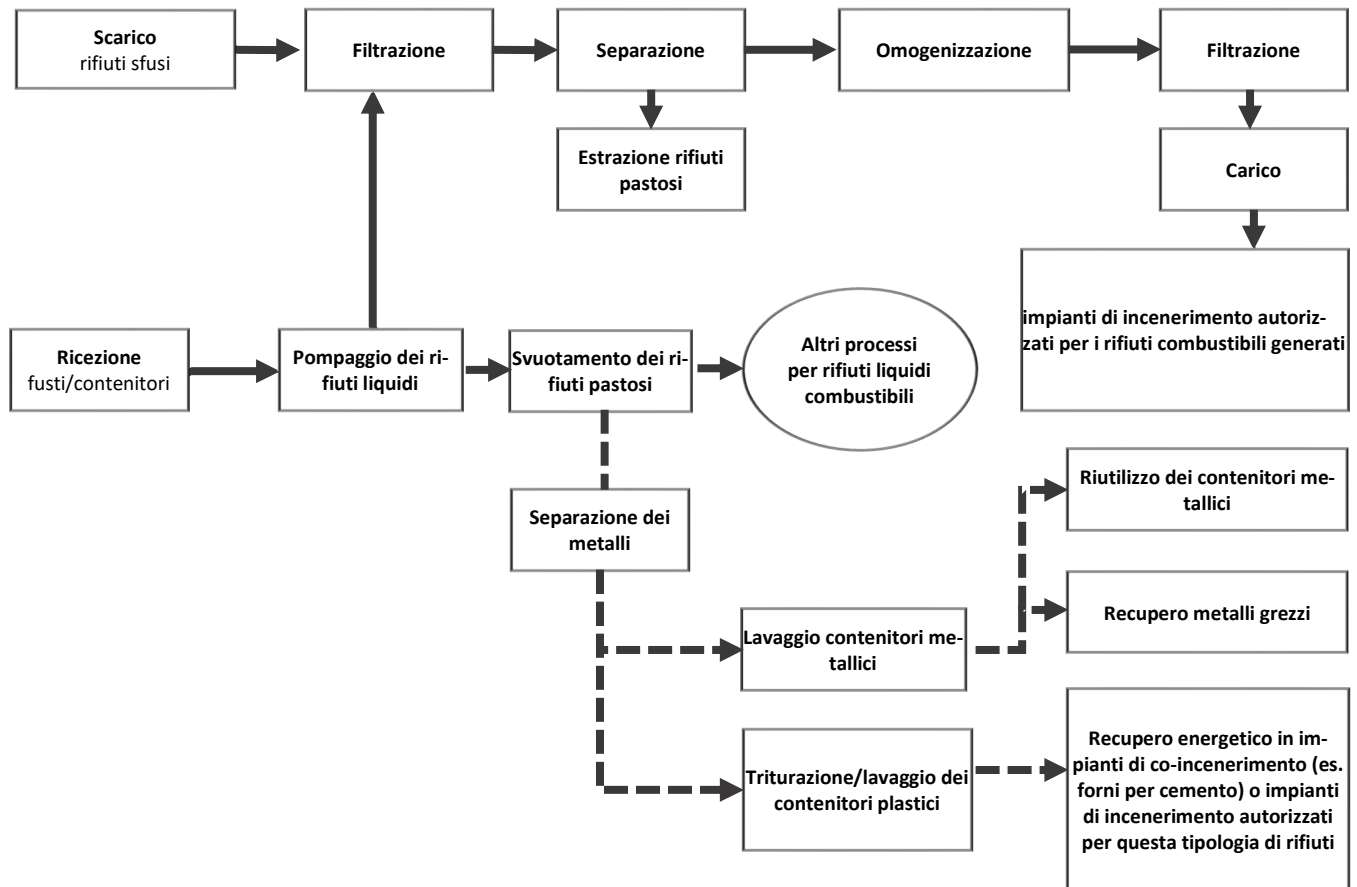 Scarico
rifiuti sfusi
Filtrazione
Separazione
Omogenizzazione
Filtrazione
Estrazione rifiuti
pastosi
Carico
impianti di incenerimento autoriz-
zati per i rifiuti combustibili generati
Ricezione
fusti/contenitori
Pompaggio dei ri-
fiuti liquidi
Svuotamento dei ri-
fiuti pastosi
Altri processi
per rifiuti liquidi
combustibili
Separazione dei
metalli
Riutilizzo dei contenitori me-
tallici
Recupero metalli grezzi
Lavaggio contenitori me-
tallici
Triturazione/lavaggio dei
contenitori plastici
Recupero energetico in im-
pianti di co-incenerimento (es.
forni per cemento) o impianti
di incenerimento autorizzati
per questa tipologia di rifiuti